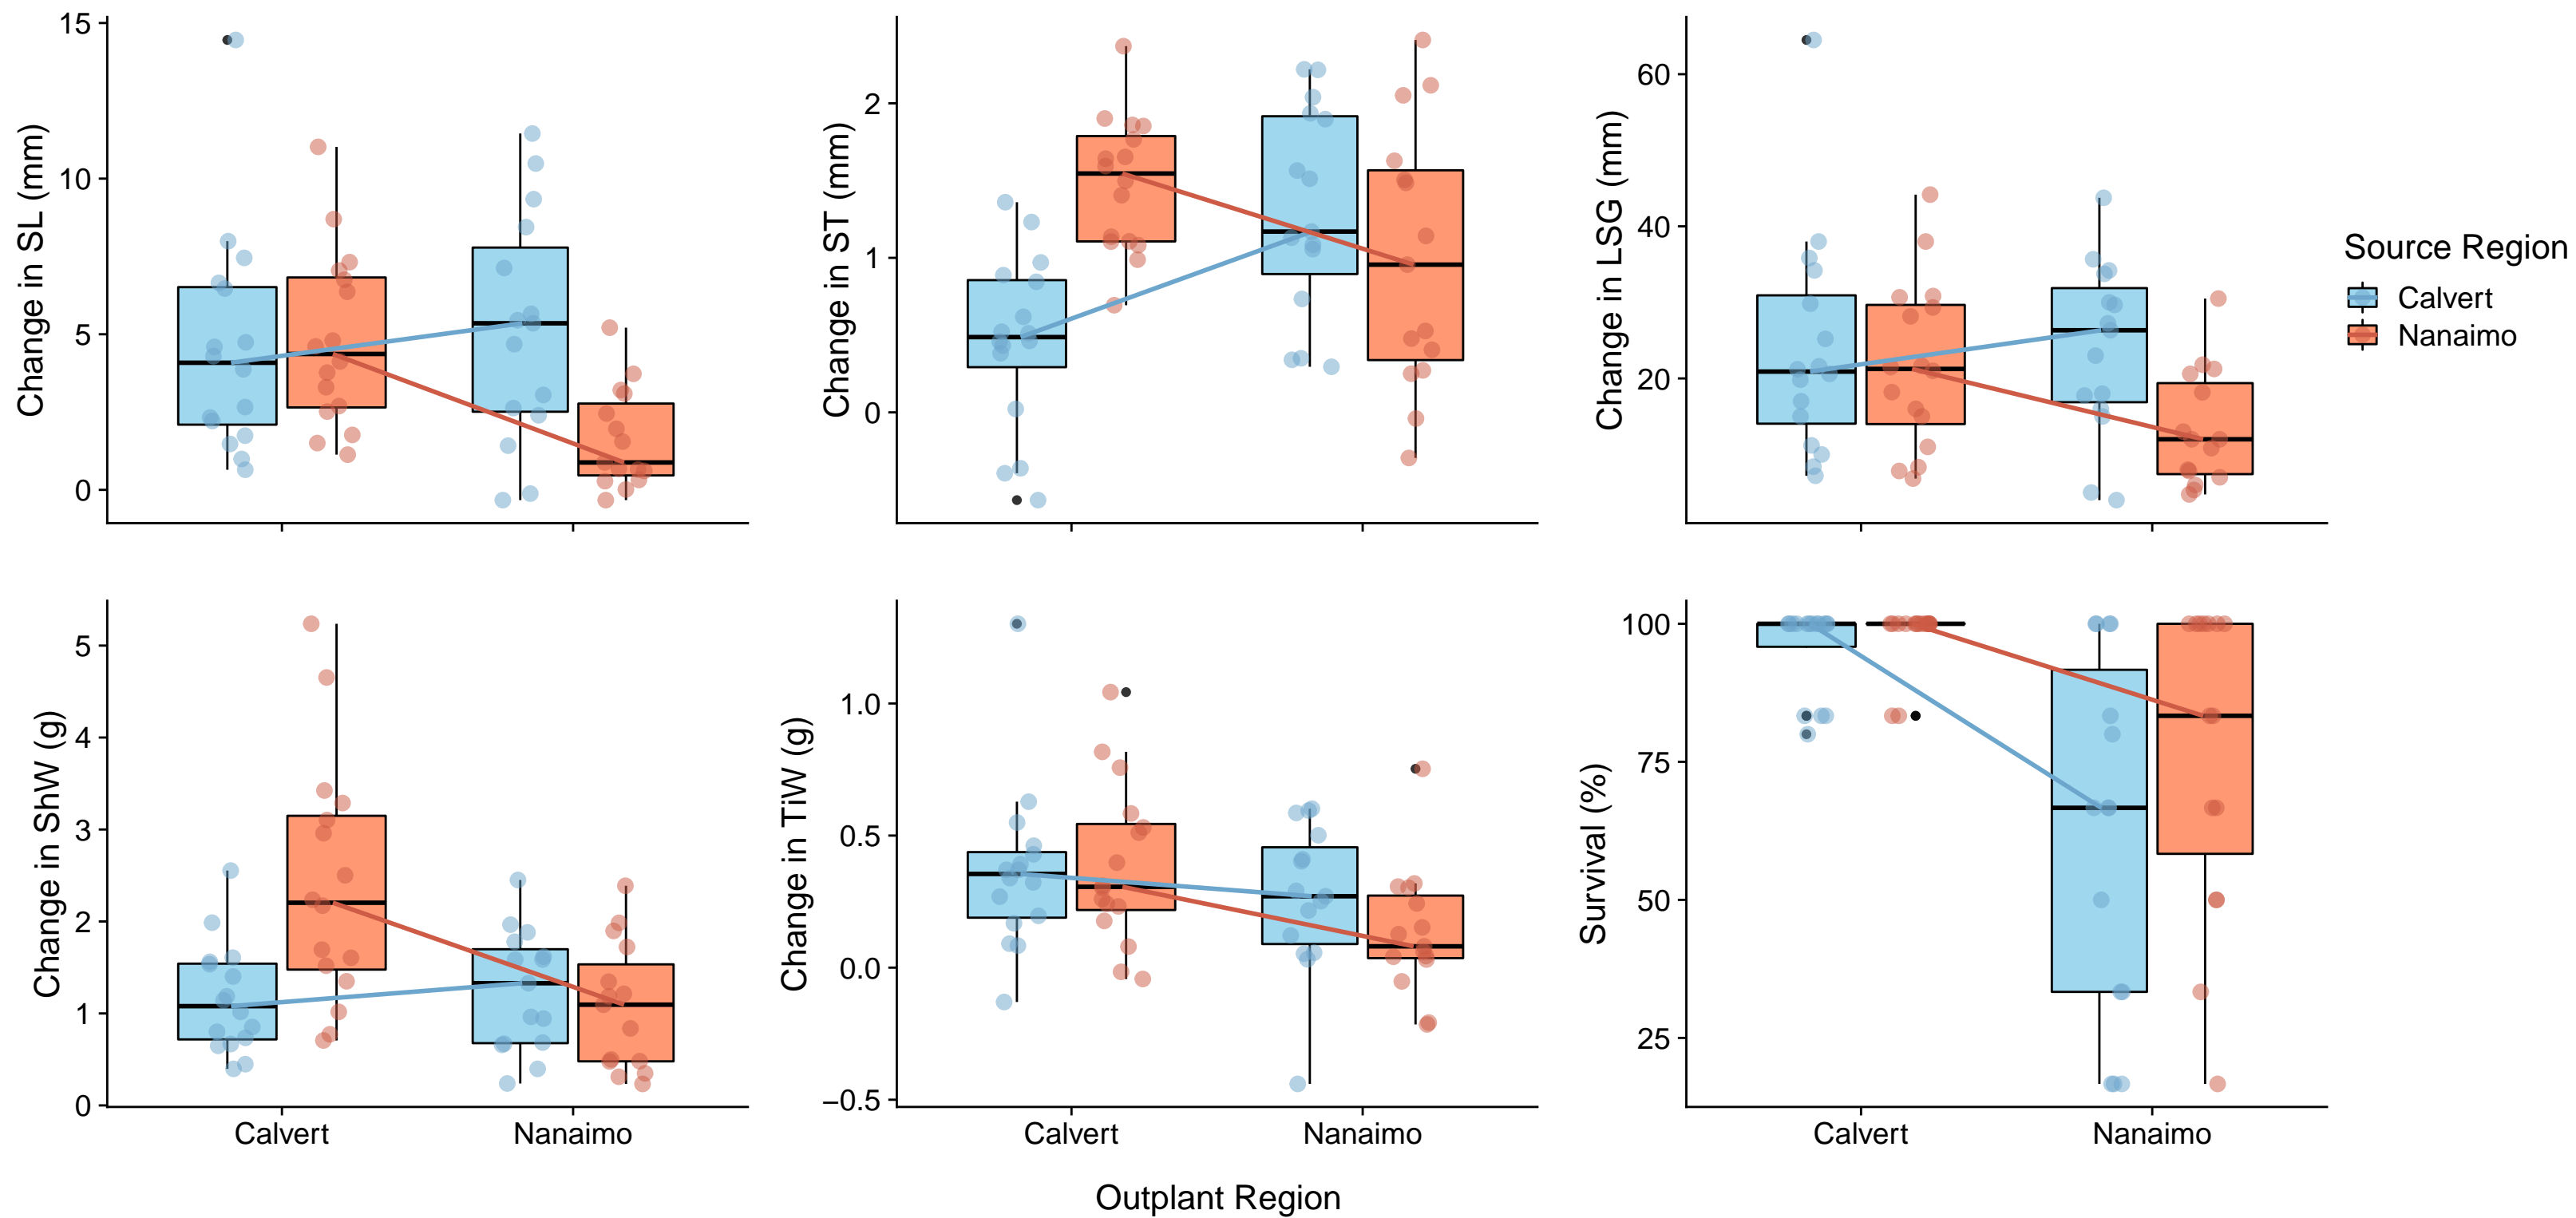 Change in SL (mm)
15
10
5
0
Change in ST (mm)
2
1
0
Change in LSG (mm)
60
40
20
Source Region
Calvert
Nanaimo
Change in ShW (g)
5
4
3
2
1
0
Calvert
Nanaimo
Change in TiW (g)
1.0
0.5
0.0
−0.5
Calvert
Nanaimo
Survival (%)
100
75
50
25
Calvert
Nanaimo
Outplant Region